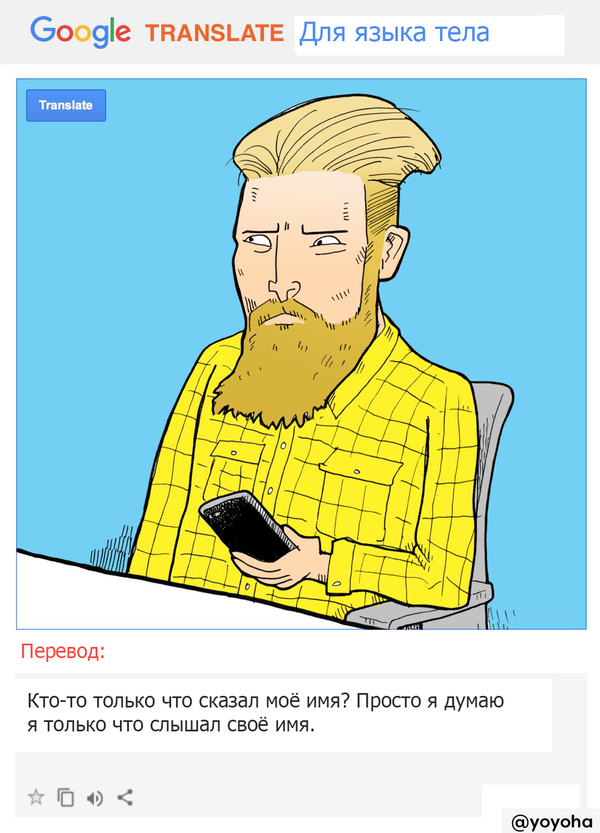 Google TRANSLATE Для языка тела
Translate
Перевод:
Кто-то только что сказал моё имя? Просто я думаю
я только что слышал своё имя.
@yoyoha